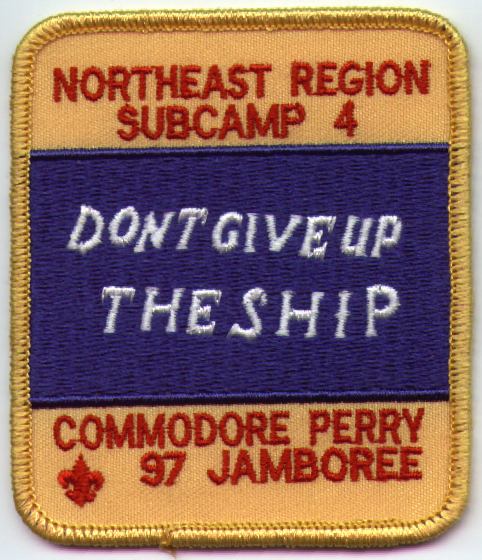 NORTHEAST REGION
SUBCAMP 4
DONT GIVE UP
THE SHIP
COMMODORE PERRY
97 JAMBOREE